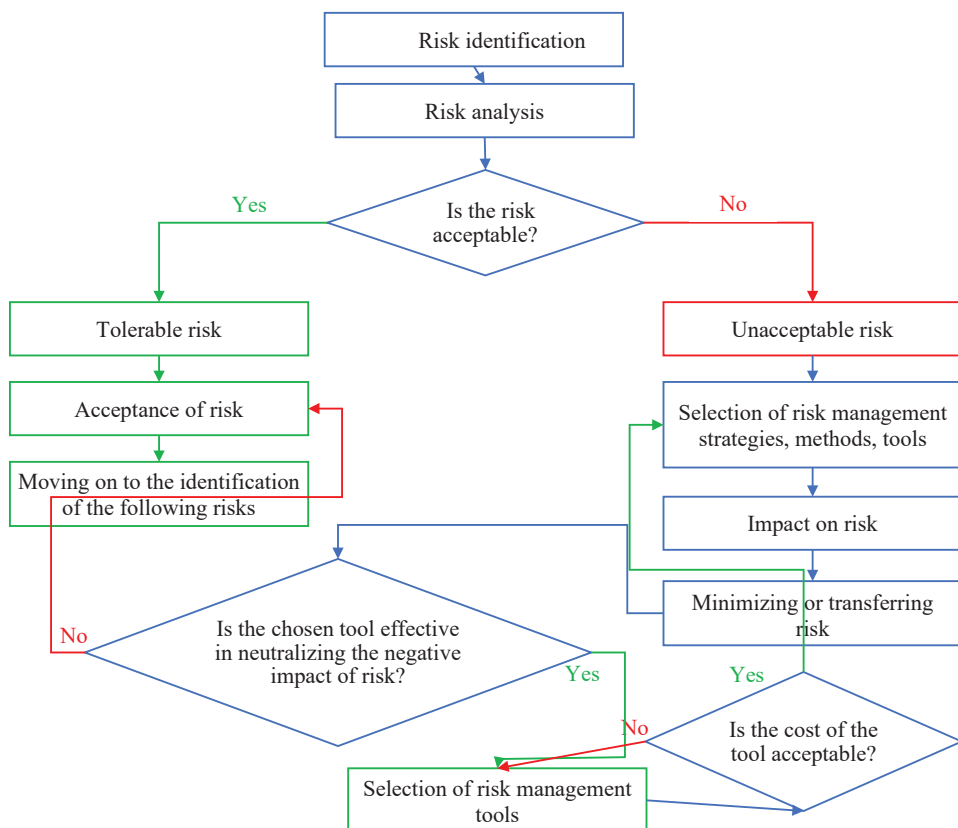 Risk identification
Risk analysis
Is the risk
acceptable?
Yes
No
Tolerable risk
Unacceptable risk
Acceptance of risk
Selection of risk management
strategies, methods, tools
Moving on to the identification
of the following risks
Impact on risk
Minimizing or transferring
risk
No
Is the chosen tool effective
in neutralizing the negative
impact of risk?
Yes
Yes
No
Is the cost of the
tool acceptable?
Selection of risk management
tools